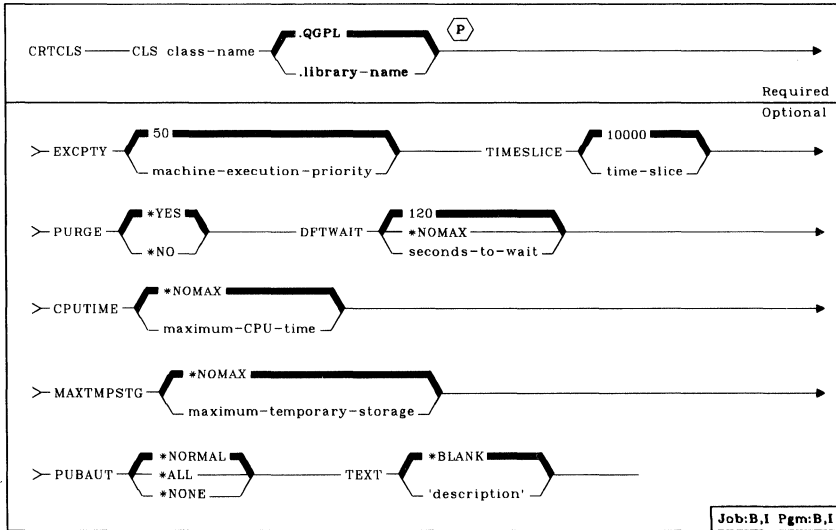 .QGPL
P
CRTCLS CLS class-name
.library-name
Required
Optional
50 10000
EXCPTY TIMESLICE
machine-execution-priority time-slice
*YES 120
PURGE DFTWAIT *NOMAX
*NO seconds-to-wait
*NOMAX
CPUTIME
maximum-CPU-time
*NOMAX
MAXTMPSTG
maximum-temporary-storage
*NORMAL *BLANK
PUBAUT *ALL TEXT
*NONE 'description'
Job:B,I Pgm:B,I